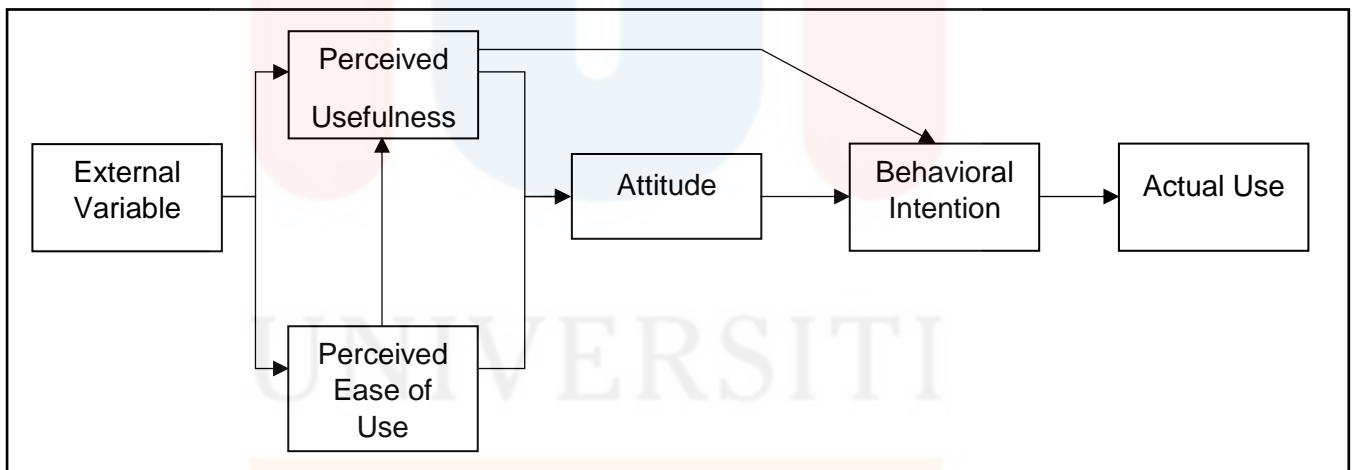 Perceived
Usefulness
External
Variable
Attitude
Behavioral
Intention
Actual Use
Perceived
Ease of
Use
UNIVERSITI